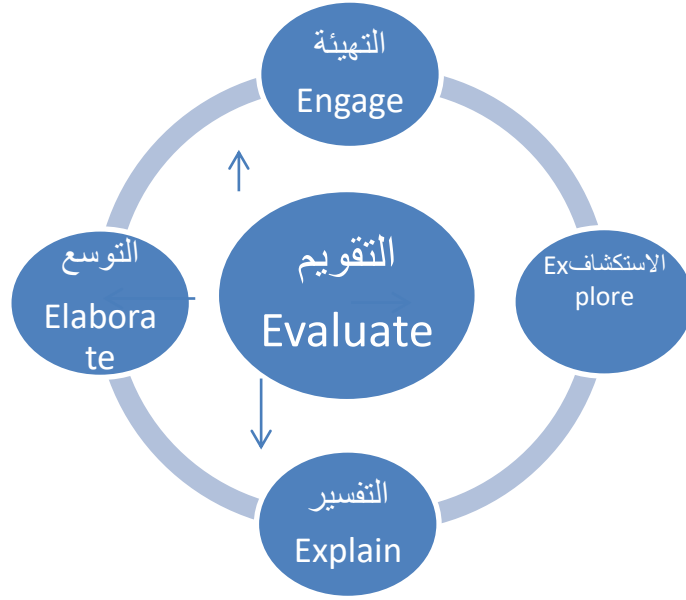 التهيئة
Engage
التوسع
Elabora
te
التقويم
Evaluate
الاستكشافEx
plore
التفسير
Explain